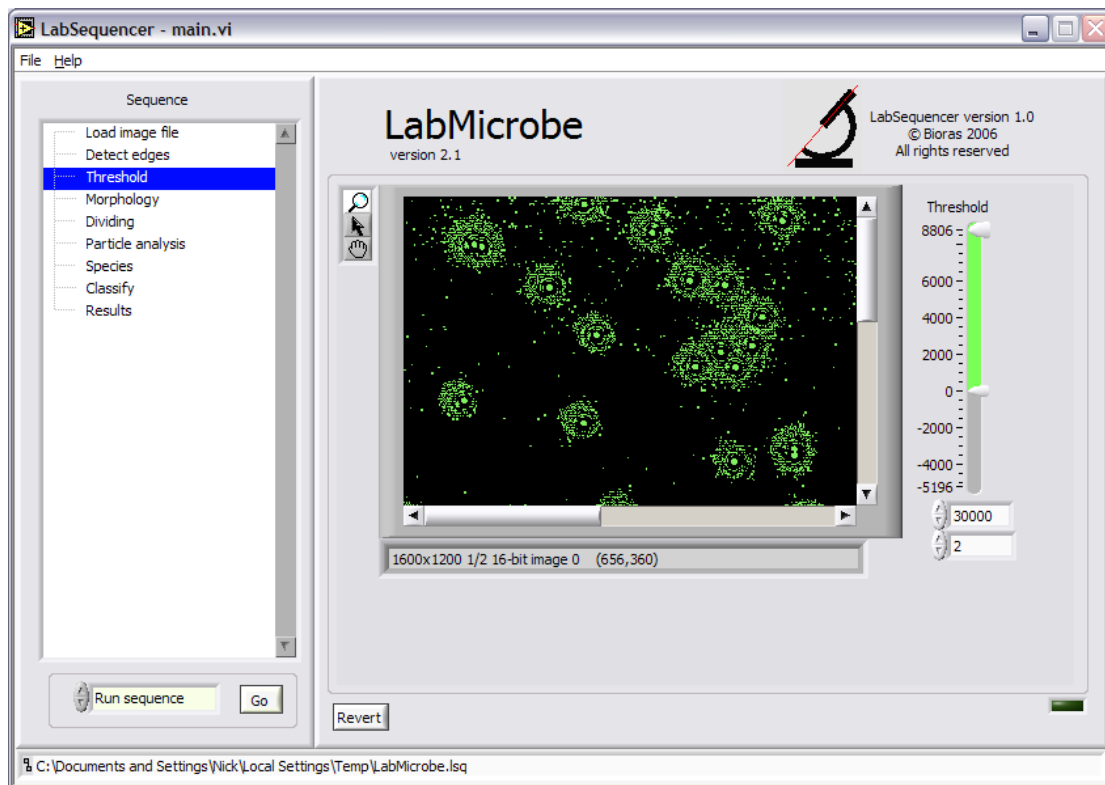 LabSequencer - main.vi
File Help
Sequence
Load image file
Detect edges
Threshold
Morphology
Dividing
Particle analysis
Species
Classify
Results
Run sequence
Go
LabMicrobe
version 2.1
LabSequencer version 1.0
© Bioras 2006
All rights reserved
Threshold
8806
6000
4000
2000
0
-2000
-4000
-5196
30000
2
1600x1200 1/2 16-bit image 0 (656,360)
Revert
C:\Documents and Settings\Nick\Local Settings\Temp\LabMicrobe.lsq